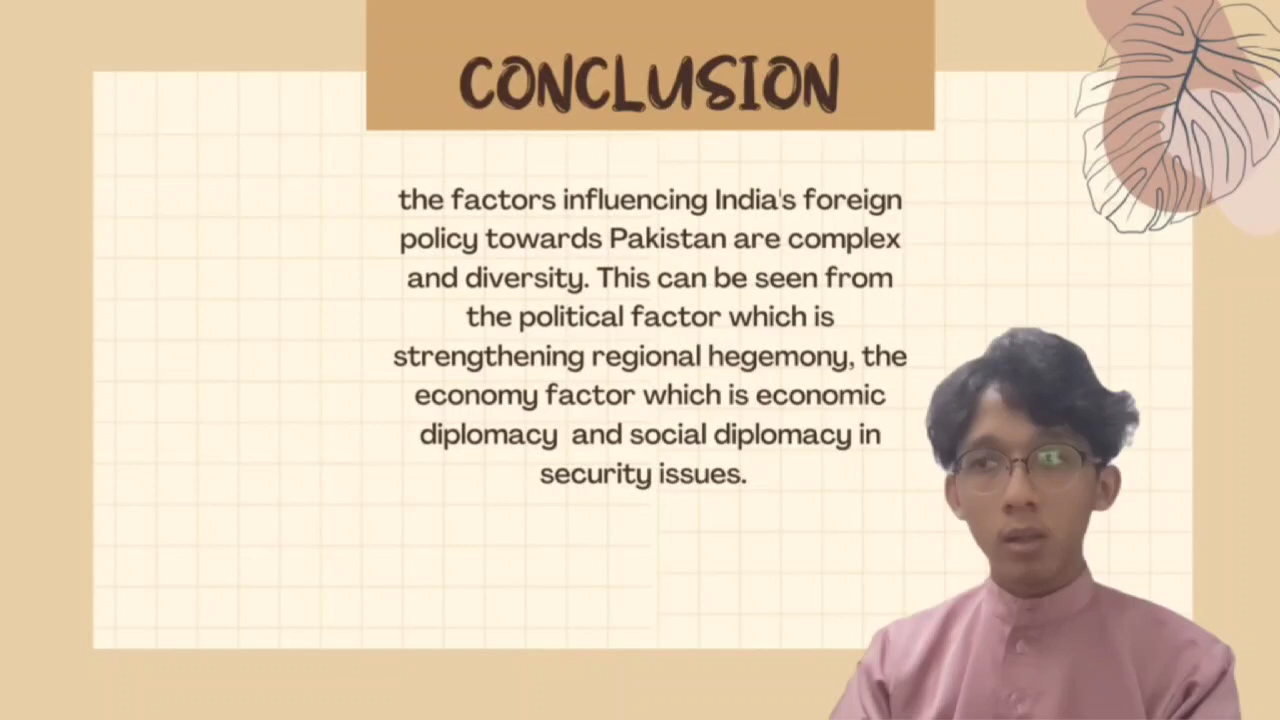 CONCLUSION
the factors influencing India's foreign
policy towards Pakistan are complex
and diversity. This can be seen from
the political factor which is
strengthening regional hegemony, the
economy factor which is economic
diplomacy  and social diplomacy in
security issues.